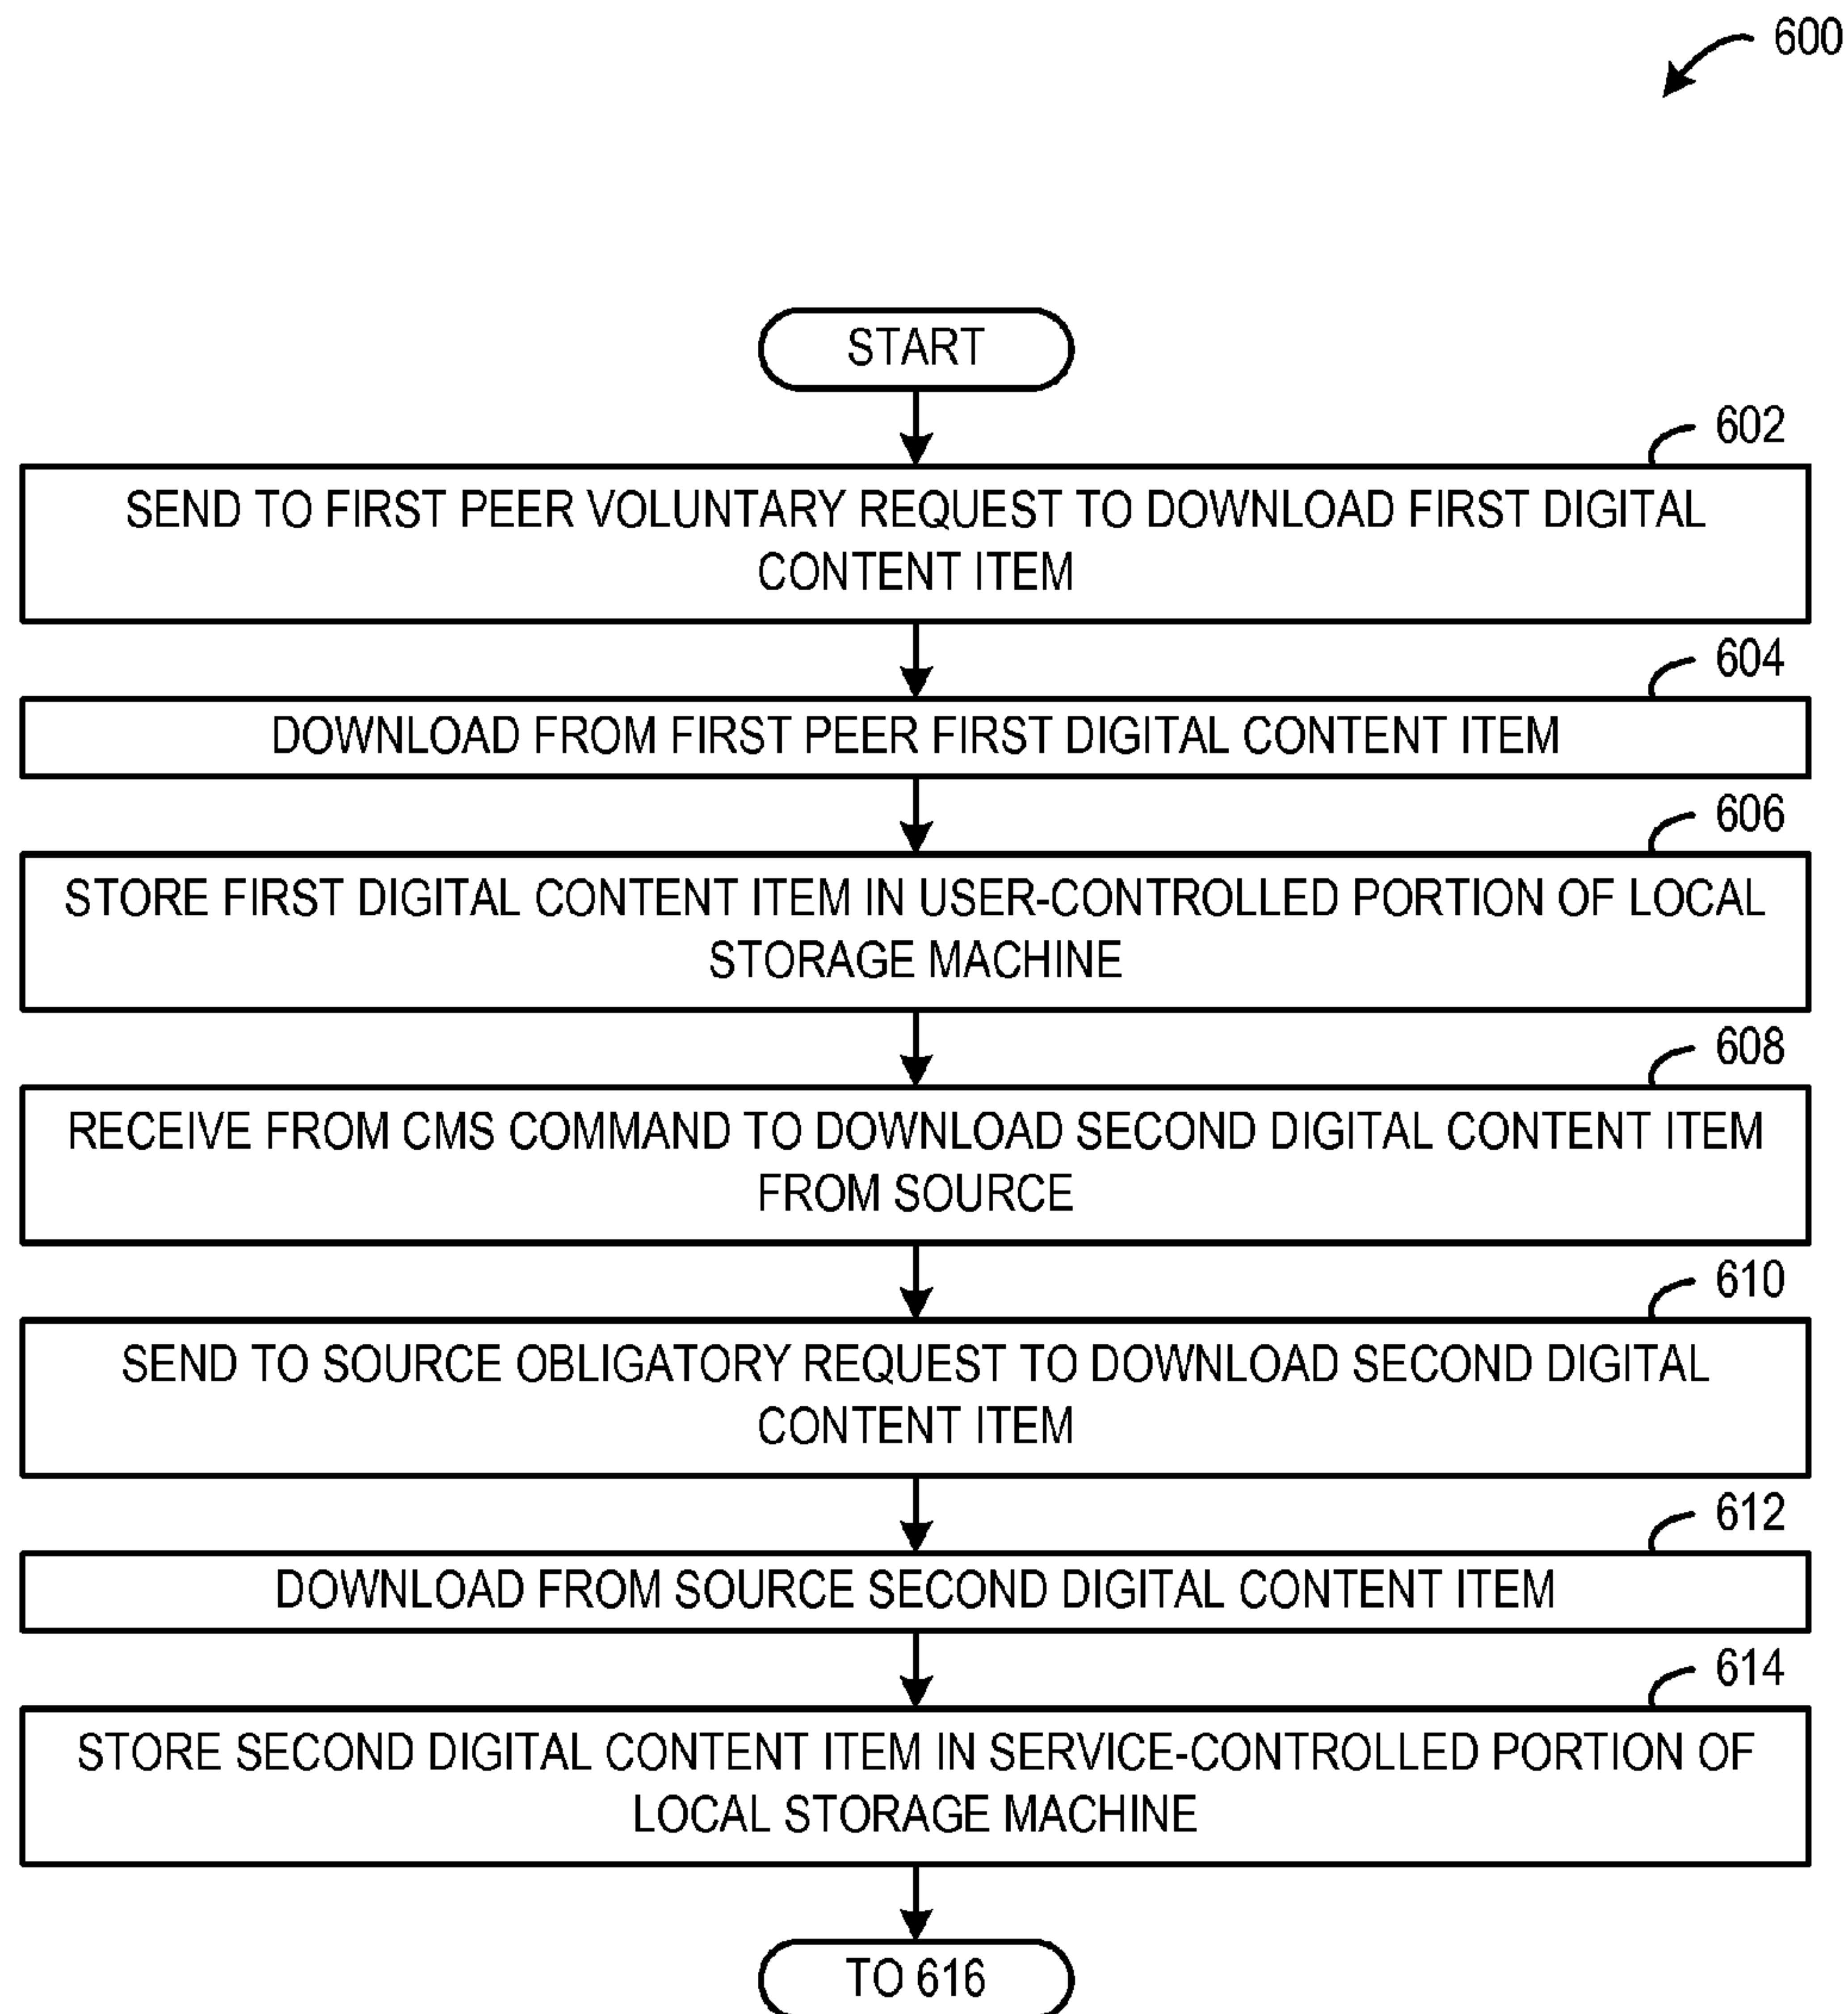 600
START
602
SEND TO FIRST PEER VOLUNTARY REQUEST TO DOWNLOAD FIRST DIGITAL
CONTENT ITEM
604
DOWNLOAD FROM FIRST PEER FIRST DIGITAL CONTENT ITEM
606
STORE FIRST DIGITAL CONTENT ITEM IN USER-CONTROLLED PORTION OF LOCAL
STORAGE MACHINE
608
RECEIVE FROM CMS COMMAND TO DOWNLOAD SECOND DIGITAL CONTENT ITEM
FROM SOURCE
610
SEND TO SOURCE OBLIGATORY REQUEST TO DOWNLOAD SECOND DIGITAL
CONTENT ITEM
612
DOWNLOAD FROM SOURCE SECOND DIGITAL CONTENT ITEM
614
STORE SECOND DIGITAL CONTENT ITEM IN SERVICE-CONTROLLED PORTION OF
LOCAL STORAGE MACHINE
TO 616